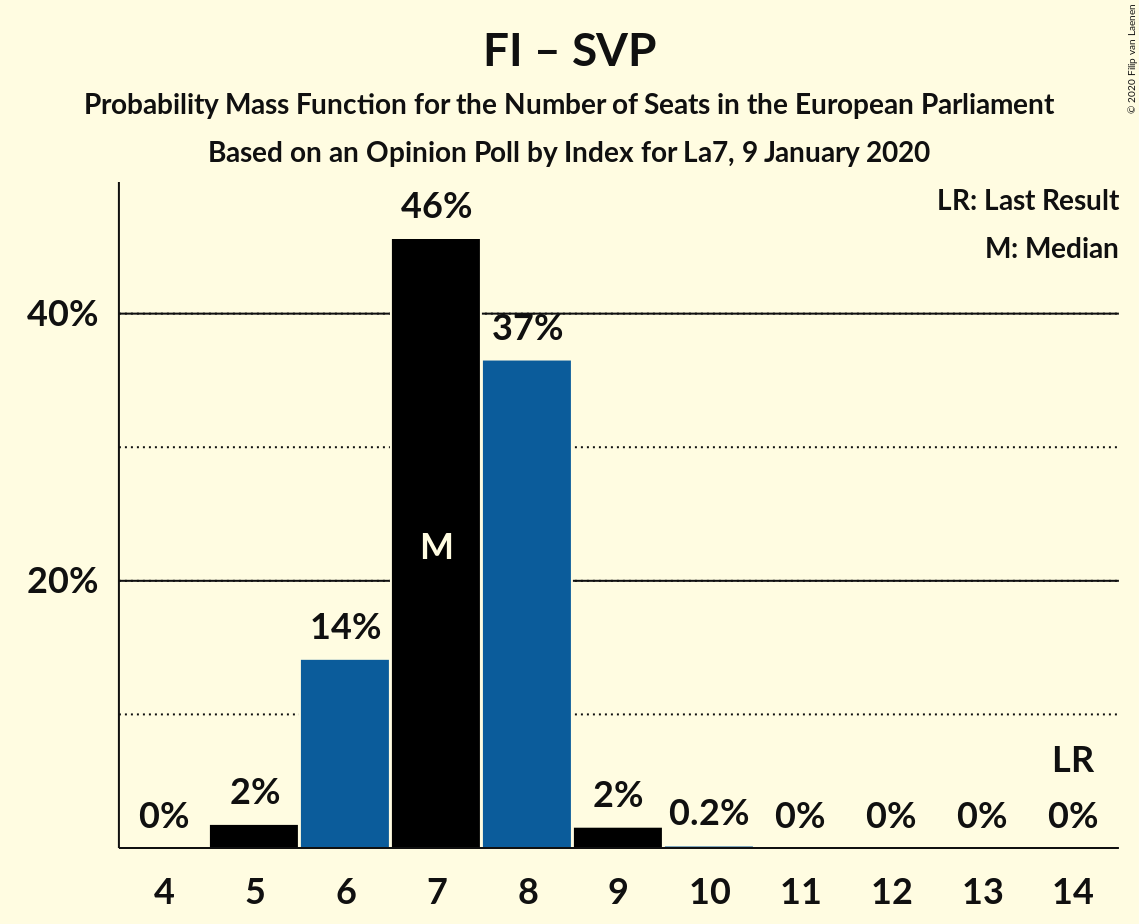 FI – SVP
Probability Mass Function for the Number of Seats in the European Parliament
Based on an Opinion Poll by Index for La7, 9 January 2020
© 2020 Filip van Laenen
LR: Last Result
M: Median
46%
40%
37%
M
20%
14%
LR
0%
2%
2%
0.2%
0%
0%
0%
0%
4 5 6 7 8 9 10 11 12 13 14